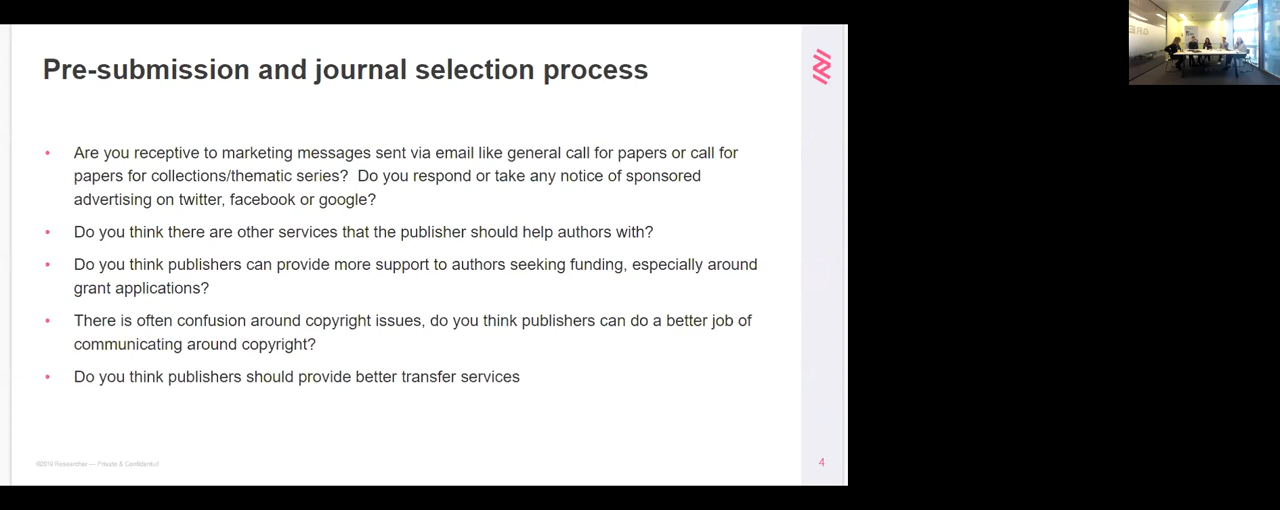 Pre-submission and journal selection process
• Are you receptive to marketing messages sent via email like general call for papers or call for
papers for collections/thematic series?  Do you respond or take any notice of sponsored
advertising on twitter, facebook or google?
• Do you think there are other services that the publisher should help authors with?
• Do you think publishers can provide more support to authors seeking funding, especially around
grant applications?
• There is often confusion around copyright issues, do you think publishers can do a better job of
communicating around copyright?
• Do you think publishers should provide better transfer services
©2019 Researcher — Private & Confidential
4